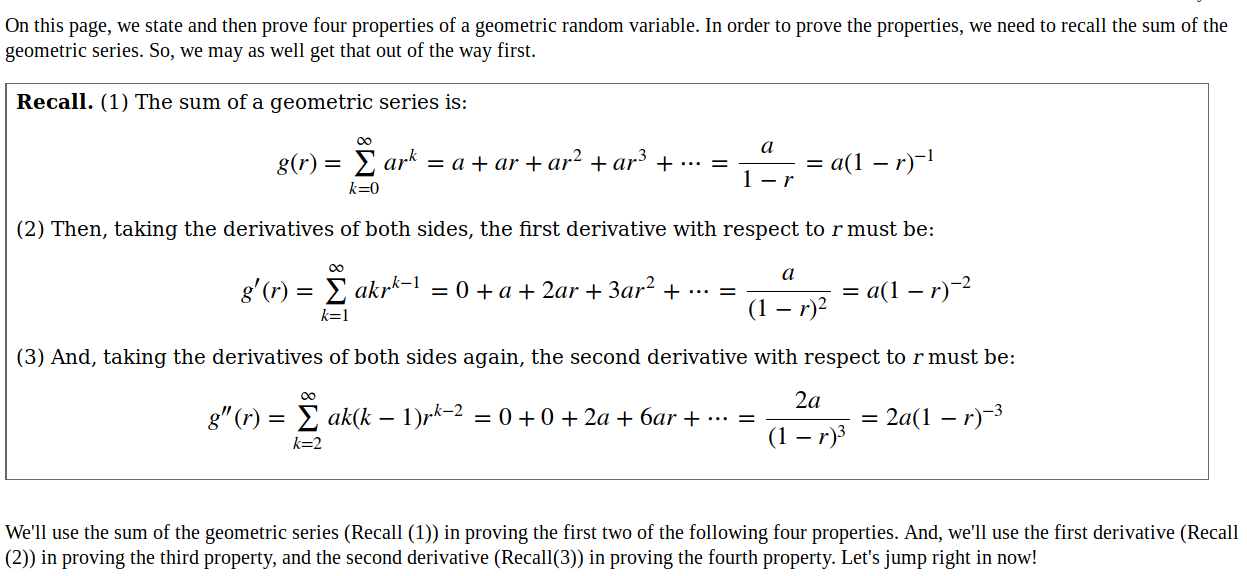 On this page, we state and then prove four properties of a geometric random variable. In order to prove the properties, we need to recall the sum of the
geometric series. So, we may as well get that out of the way first.
Recall. (1) The sum of a geometric series is:
g(r) = ∑_{k=0}^{∞} ar^k = a + ar + ar^2 + ar^3 + ⋯ = \frac{a}{1 − r} = a(1 − r)^{−1}
(2) Then, taking the derivatives of both sides, the first derivative with respect to r must be:
g′(r) = ∑_{k=1}^{∞} akr^{k−1} = 0 + a + 2ar + 3ar^2 + ⋯ = \frac{a}{(1 − r)^2} = a(1 − r)^{−2}
(3) And, taking the derivatives of both sides again, the second derivative with respect to r must be:
g″(r) = ∑_{k=2}^{∞} ak(k − 1)r^{k−2} = 0 + 0 + 2a + 6ar + ⋯ = \frac{2a}{(1 − r)^3} = 2a(1 − r)^{−3}
We'll use the sum of the geometric series (Recall (1)) in proving the first two of the following four properties. And, we'll use the first derivative (Recall
(2)) in proving the third property, and the second derivative (Recall(3)) in proving the fourth property. Let's jump right in now!